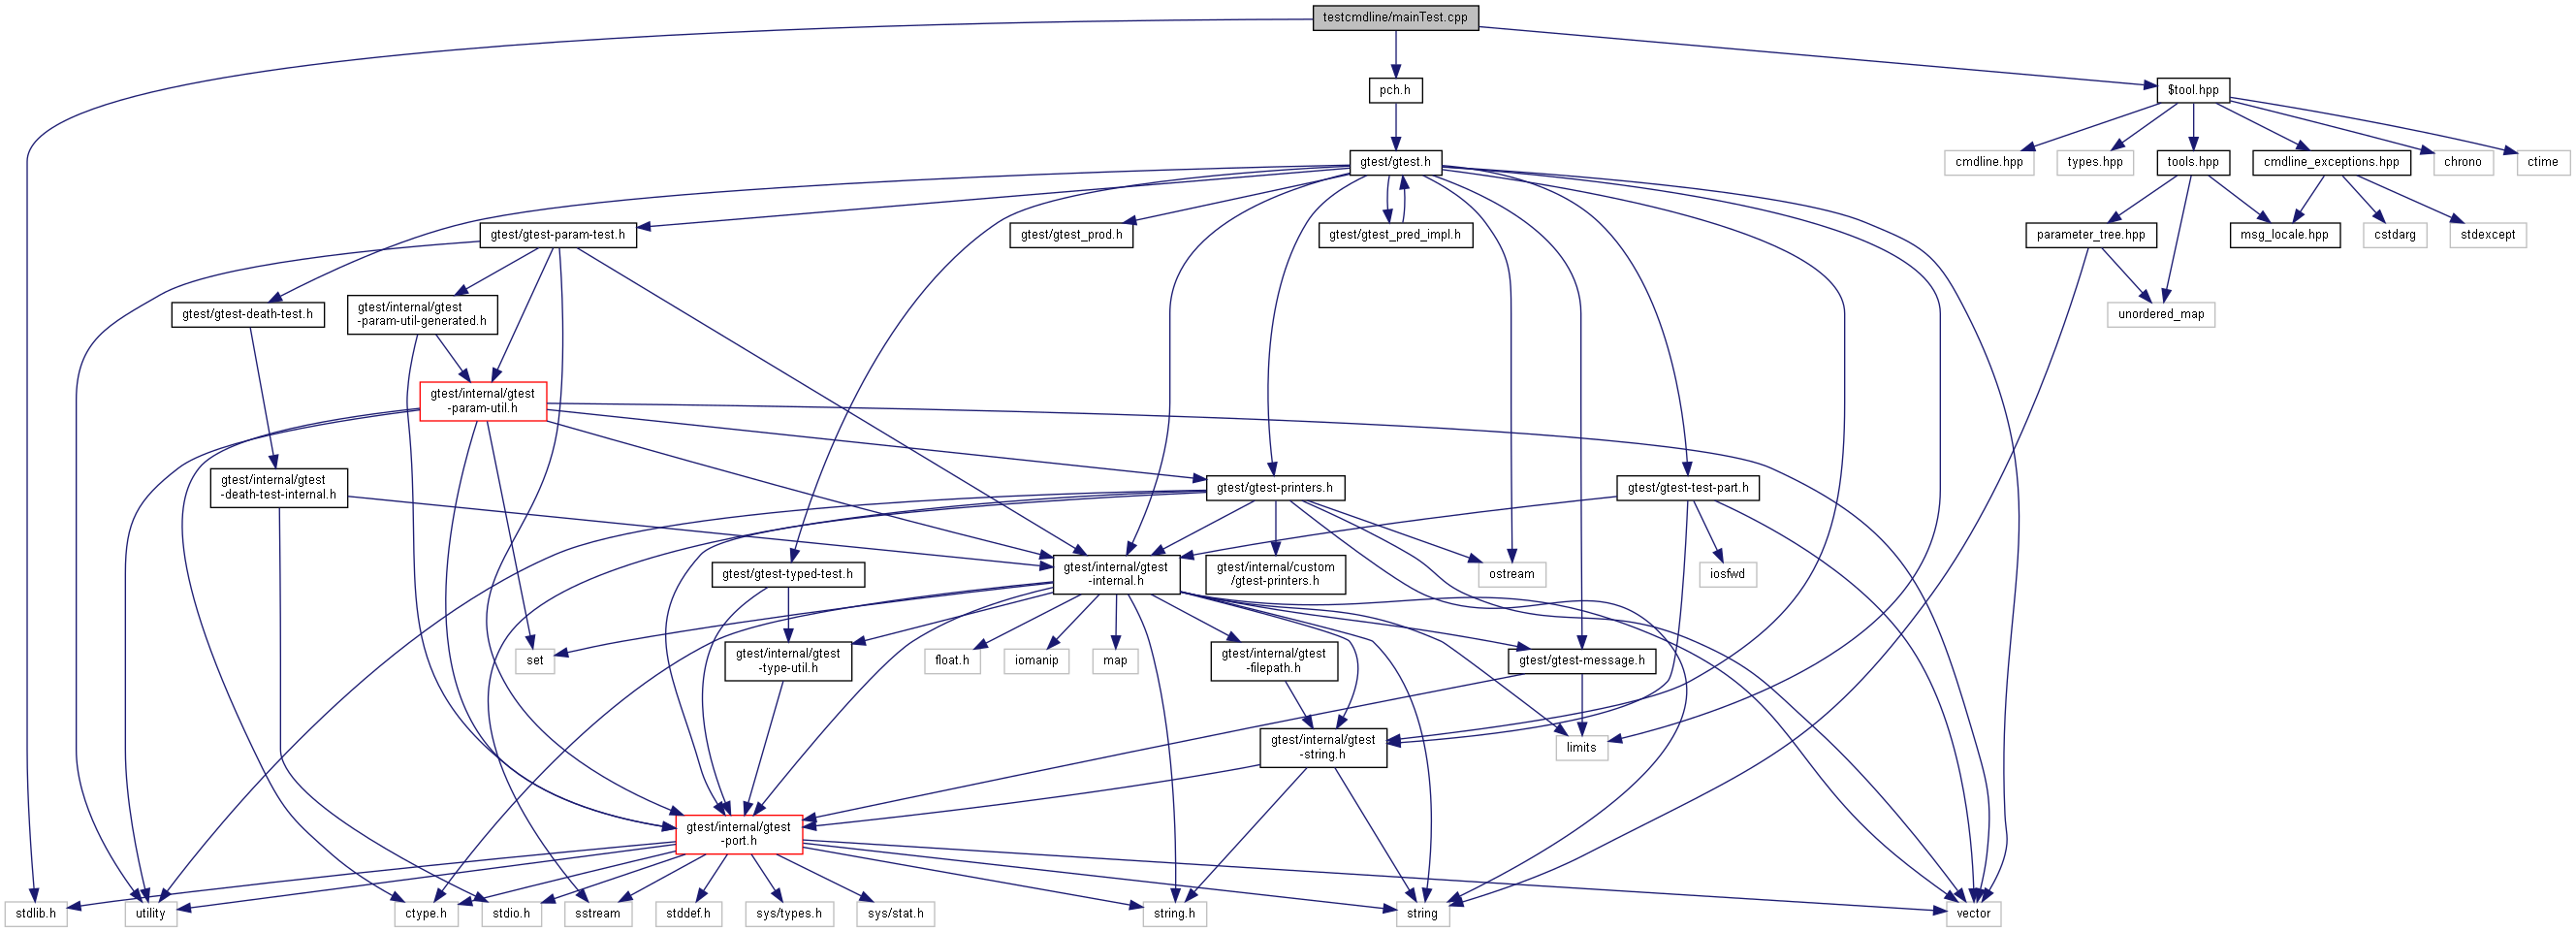 testcmdline/mainTest.cpp
pch.h
$tool.hpp
gtest/gtest.h
cmdline.hpp
types.hpp
tools.hpp
cmdline_exceptions.hpp
chrono
ctime
gtest/gtest-param-test.h
gtest/gtest_prod.h
gtest/gtest_pred_impl.h
parameter_tree.hpp
msg_locale.hpp
cstdarg
stdexcept
gtest/gtest-death-test.h
gtest/internal/gtest
-param-util-generated.h
unordered_map
gtest/internal/gtest
-param-util.h
gtest/internal/gtest
-death-test-internal.h
gtest/gtest-printers.h
gtest/gtest-test-part.h
gtest/gtest-typed-test.h
gtest/internal/gtest
-internal.h
gtest/internal/custom
/gtest-printers.h
ostream
iosfwd
set
gtest/internal/gtest
-type-util.h
float.h
iomanip
map
gtest/internal/gtest
-filepath.h
gtest/gtest-message.h
gtest/internal/gtest
-string.h
limits
gtest/internal/gtest
-port.h
stdlib.h
utility
ctype.h
stdio.h
sstream
stddef.h
sys/types.h
sys/stat.h
string.h
string
vector